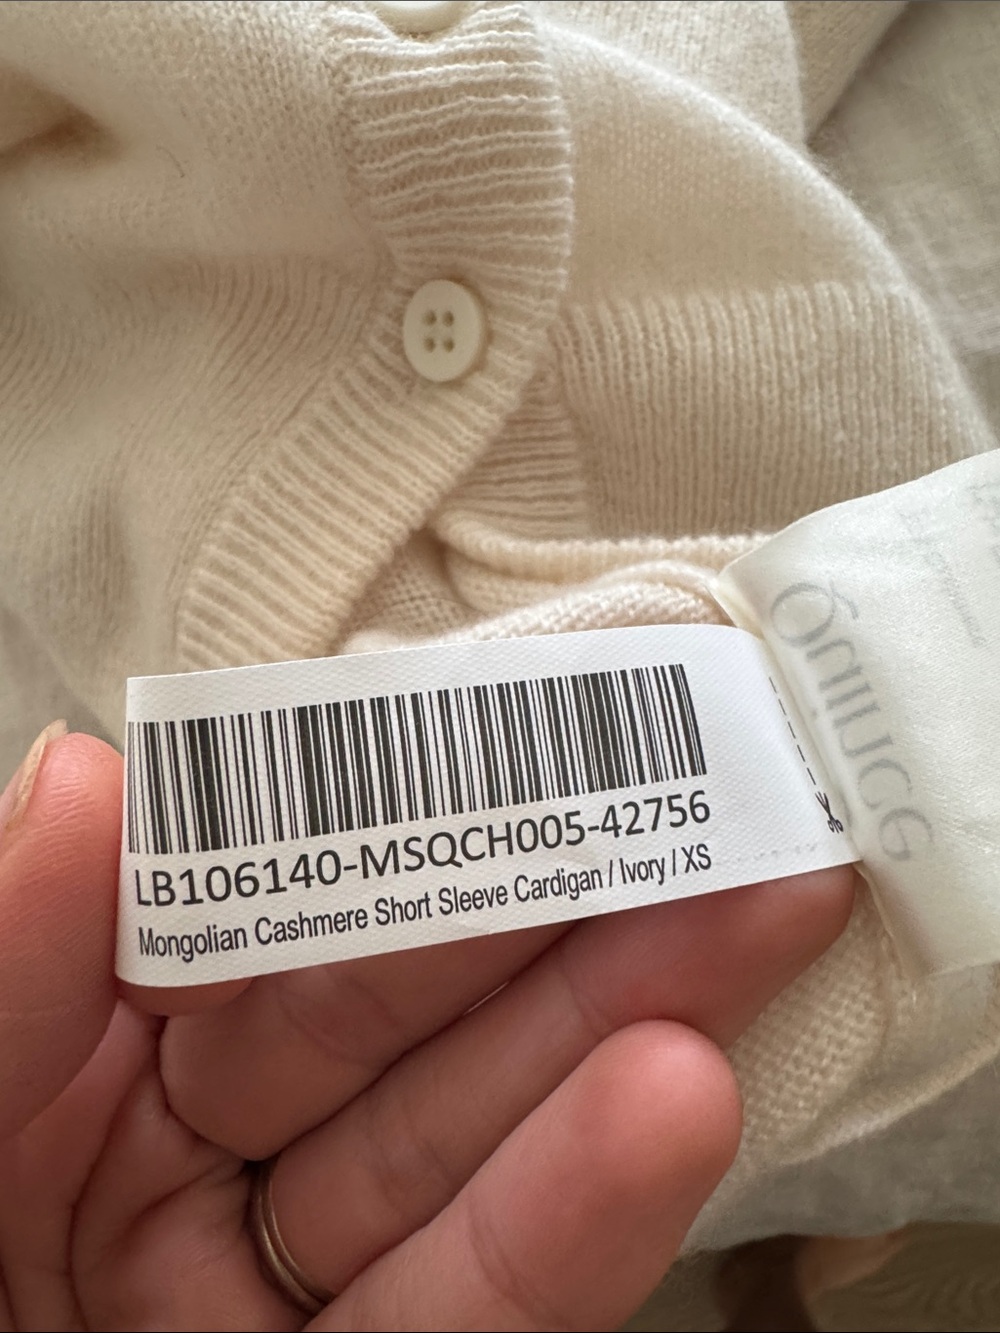 LB106140-MSQCH005-42756
Mongolian Cashmere Short Sleeve Cardigan / Ivory / XS